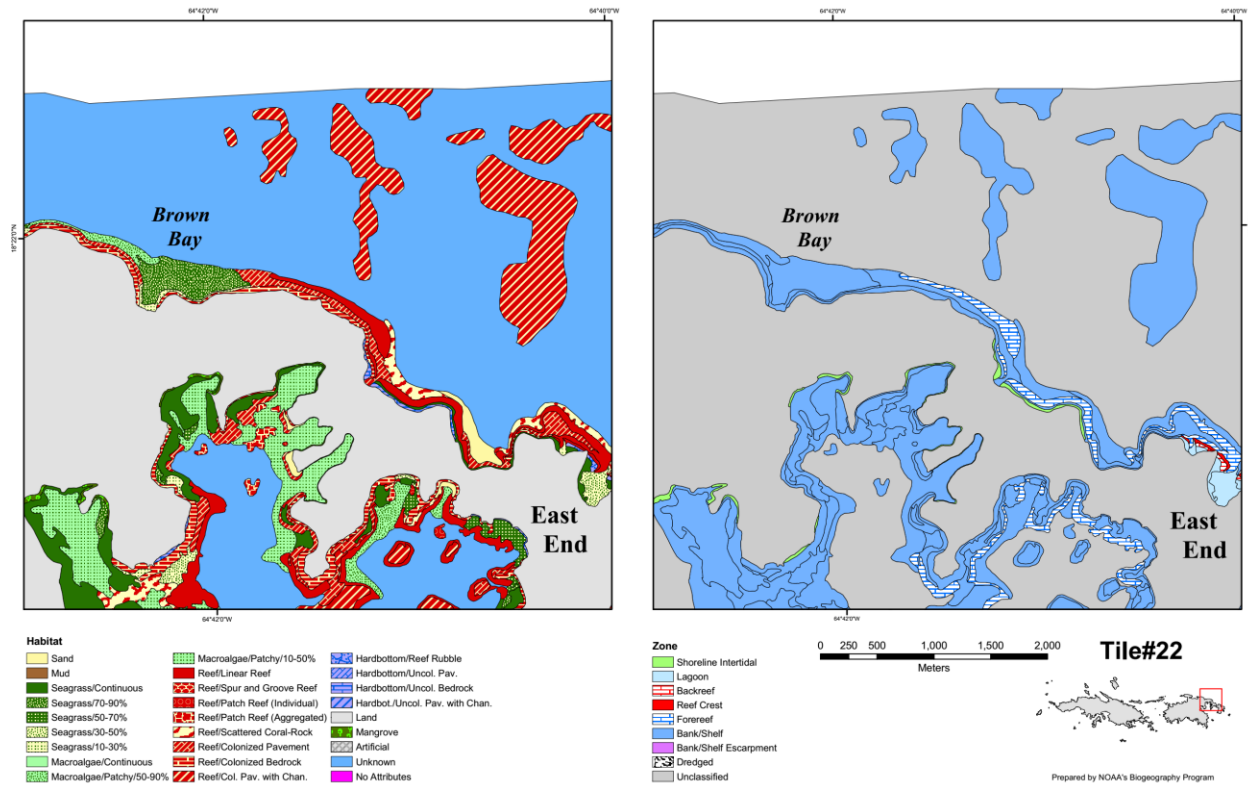 64°42'0"W
64°40'0"W
64°42'0"W
64°40'0"W
18°22'0"N
Brown
Bay
East
End
Brown
Bay
East
End
64°42'0"W
64°42'0"W
Habitat
Sand
Mud
Seagrass/Continuous
Seagrass/70-90%
Seagrass/50-70%
Seagrass/30-50%
Seagrass/10-30%
Macroalgae/Continuous
Macroalgae/Patchy/50-90%
Macroalgae/Patchy/10-50%
Reef/Linear Reef
Reef/Spur and Groove Reef
Reef/Patch Reef (Individual)
Reef/Patch Reef (Aggregated)
Reef/Scattered Coral-Rock
Reef/Colonized Pavement
Reef/Colonized Bedrock
Reef/Col. Pav. with Chan.
Hardbottom/Reef Rubble
Hardbottom/Uncol. Pav.
Hardbottom/Uncol. Bedrock
Hardbot./Uncol. Pav. with Chan.
Land
Mangrove
Artificial
Unknown
No Attributes
Zone
Shoreline Intertidal
Lagoon
Backreef
Reef Crest
Forereef
Bank/Shelf
Bank/Shelf Escarpment
Dredged
Unclassified
0 250 500 1,000 1,500 2,000
Meters
Tile#22
Prepared by NOAA's Biogeography Program